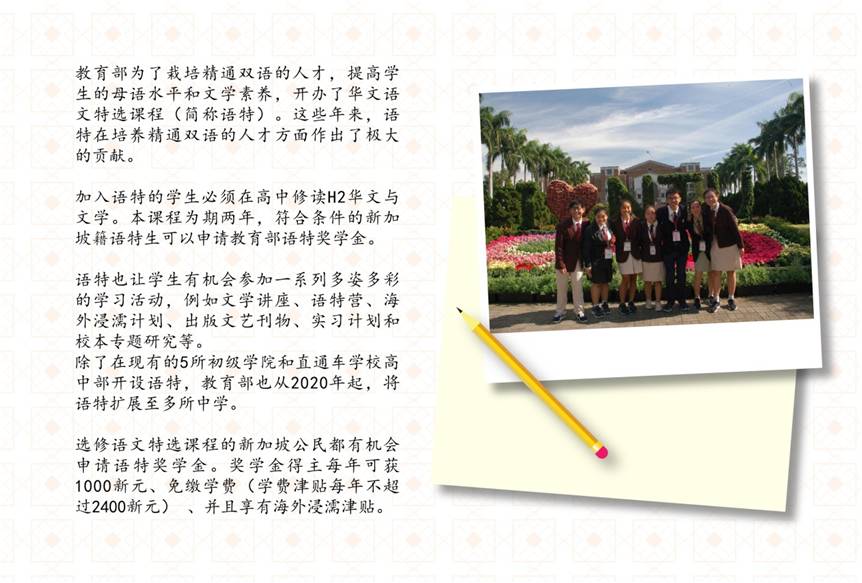 教育部为了栽培精通双语的人才，提高学
生的母语水平和文学素养，开办了华文语
文特选课程（简称语特）。这些年来，语
特在培养精通双语的人才方面作出了极大
的贡献。
加入语特的学生必须在高中修读H2华文与
文学。本课程为期两年，符合条件的新加
坡籍语特生可以申请教育部语特奖学金。
语特也让学生有机会参加一系列多姿多彩
的学习活动，例如文学讲座、语特营、海
外浸濡计划、出版文艺刊物、实习计划和
校本专题研究等。
除了在现有的5所初级学院和直通车学校高
中部开设语特，教育部也从2020年起，将
语特扩展至多所中学。
选修语文特选课程的新加坡公民都有机会
申请语特奖学金。奖学金得主每年可获
1000新元、免缴学费（学费津贴每年不超
过2400新元） 、并且享有海外浸濡津贴。